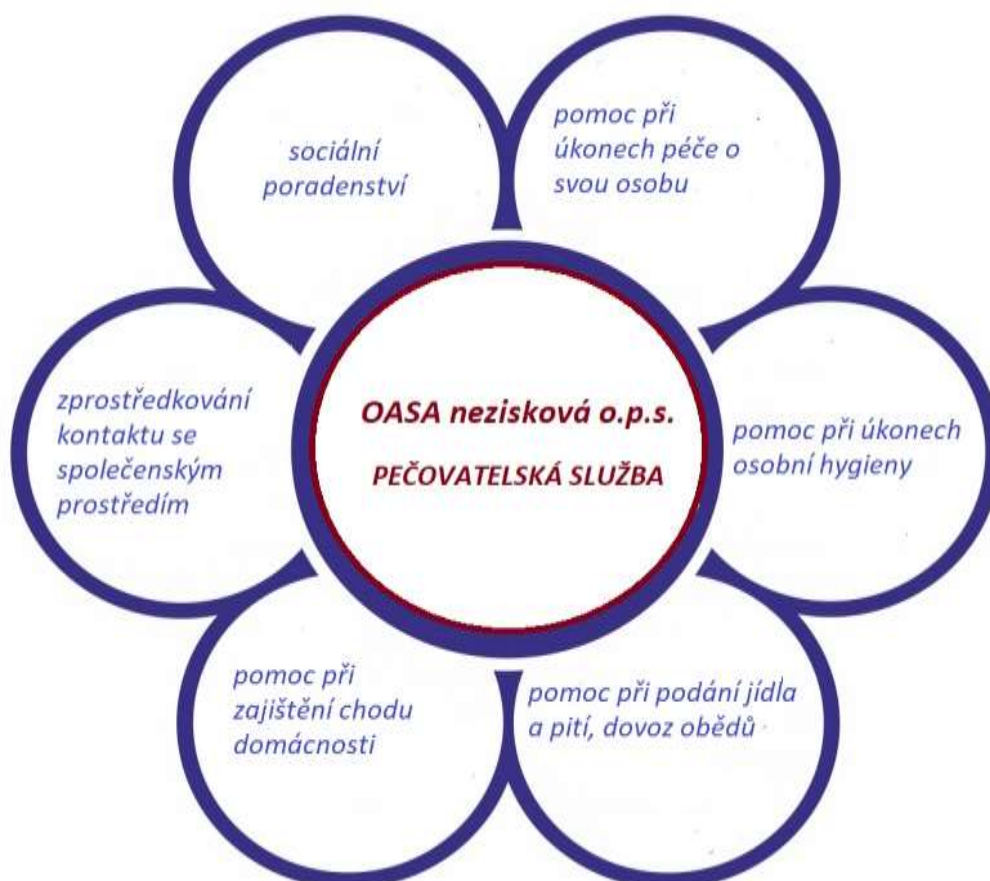 sociální
poradenství
pomoc při
úkonech péče o
svou osobu
zprostředkování
kontaktu se
společenským
prostředím
OASA nezisková o.p.s.
PEČOVATELSKÁ SLUŽBA
pomoc při úkonech
osobní hygieny
pomoc při
zajištění chodu
domácnosti
pomoc při podání jídla
a pití, dovoz obědů